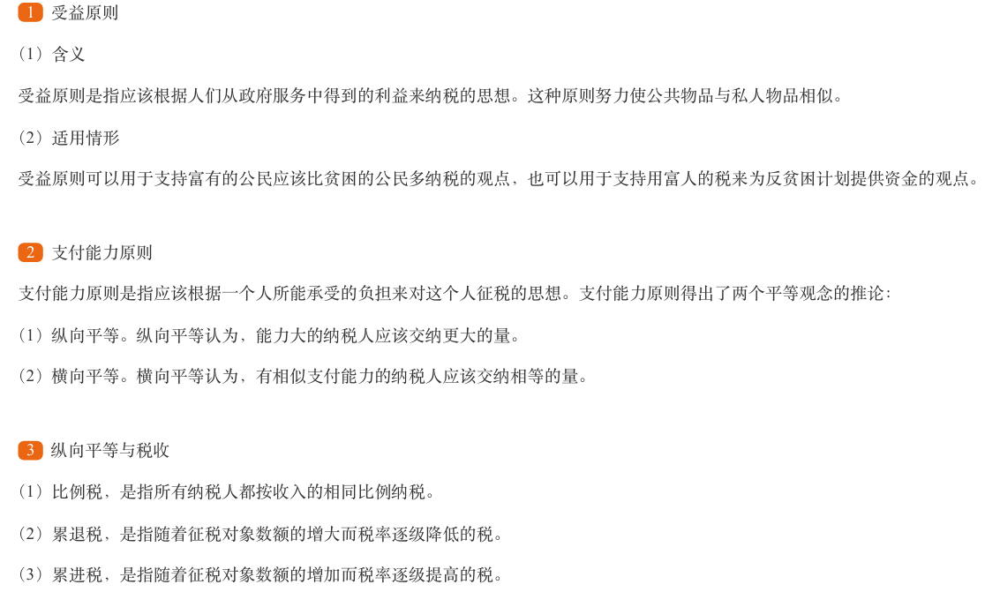 1 受益原则
（1）含义
受益原则是指应该根据人们从政府服务中得到的利益来纳税的思想。这种原则努力使公共物品与私人物品相似。
（2）适用情形
受益原则可以用于支持富有的公民应该比贫困的公民多纳税的观点，也可以用于支持用富人的税来为反贫困计划提供资金的观点。
2 支付能力原则
支付能力原则是指应该根据一个人所能承受的负担来对这个人征税的思想。支付能力原则得出了两个平等观念的推论：
（1）纵向平等。纵向平等认为，能力大的纳税人应该交纳更大的量。
（2）横向平等。横向平等认为，有相似支付能力的纳税人应该交纳相等的量。
3 纵向平等与税收
（1）比例税，是指所有纳税人都按收入的相同比例纳税。
（2）累退税，是指随着征税对象数额的增大而税率逐级降低的税。
（3）累进税，是指随着征税对象数额的增加而税率逐级提高的税。